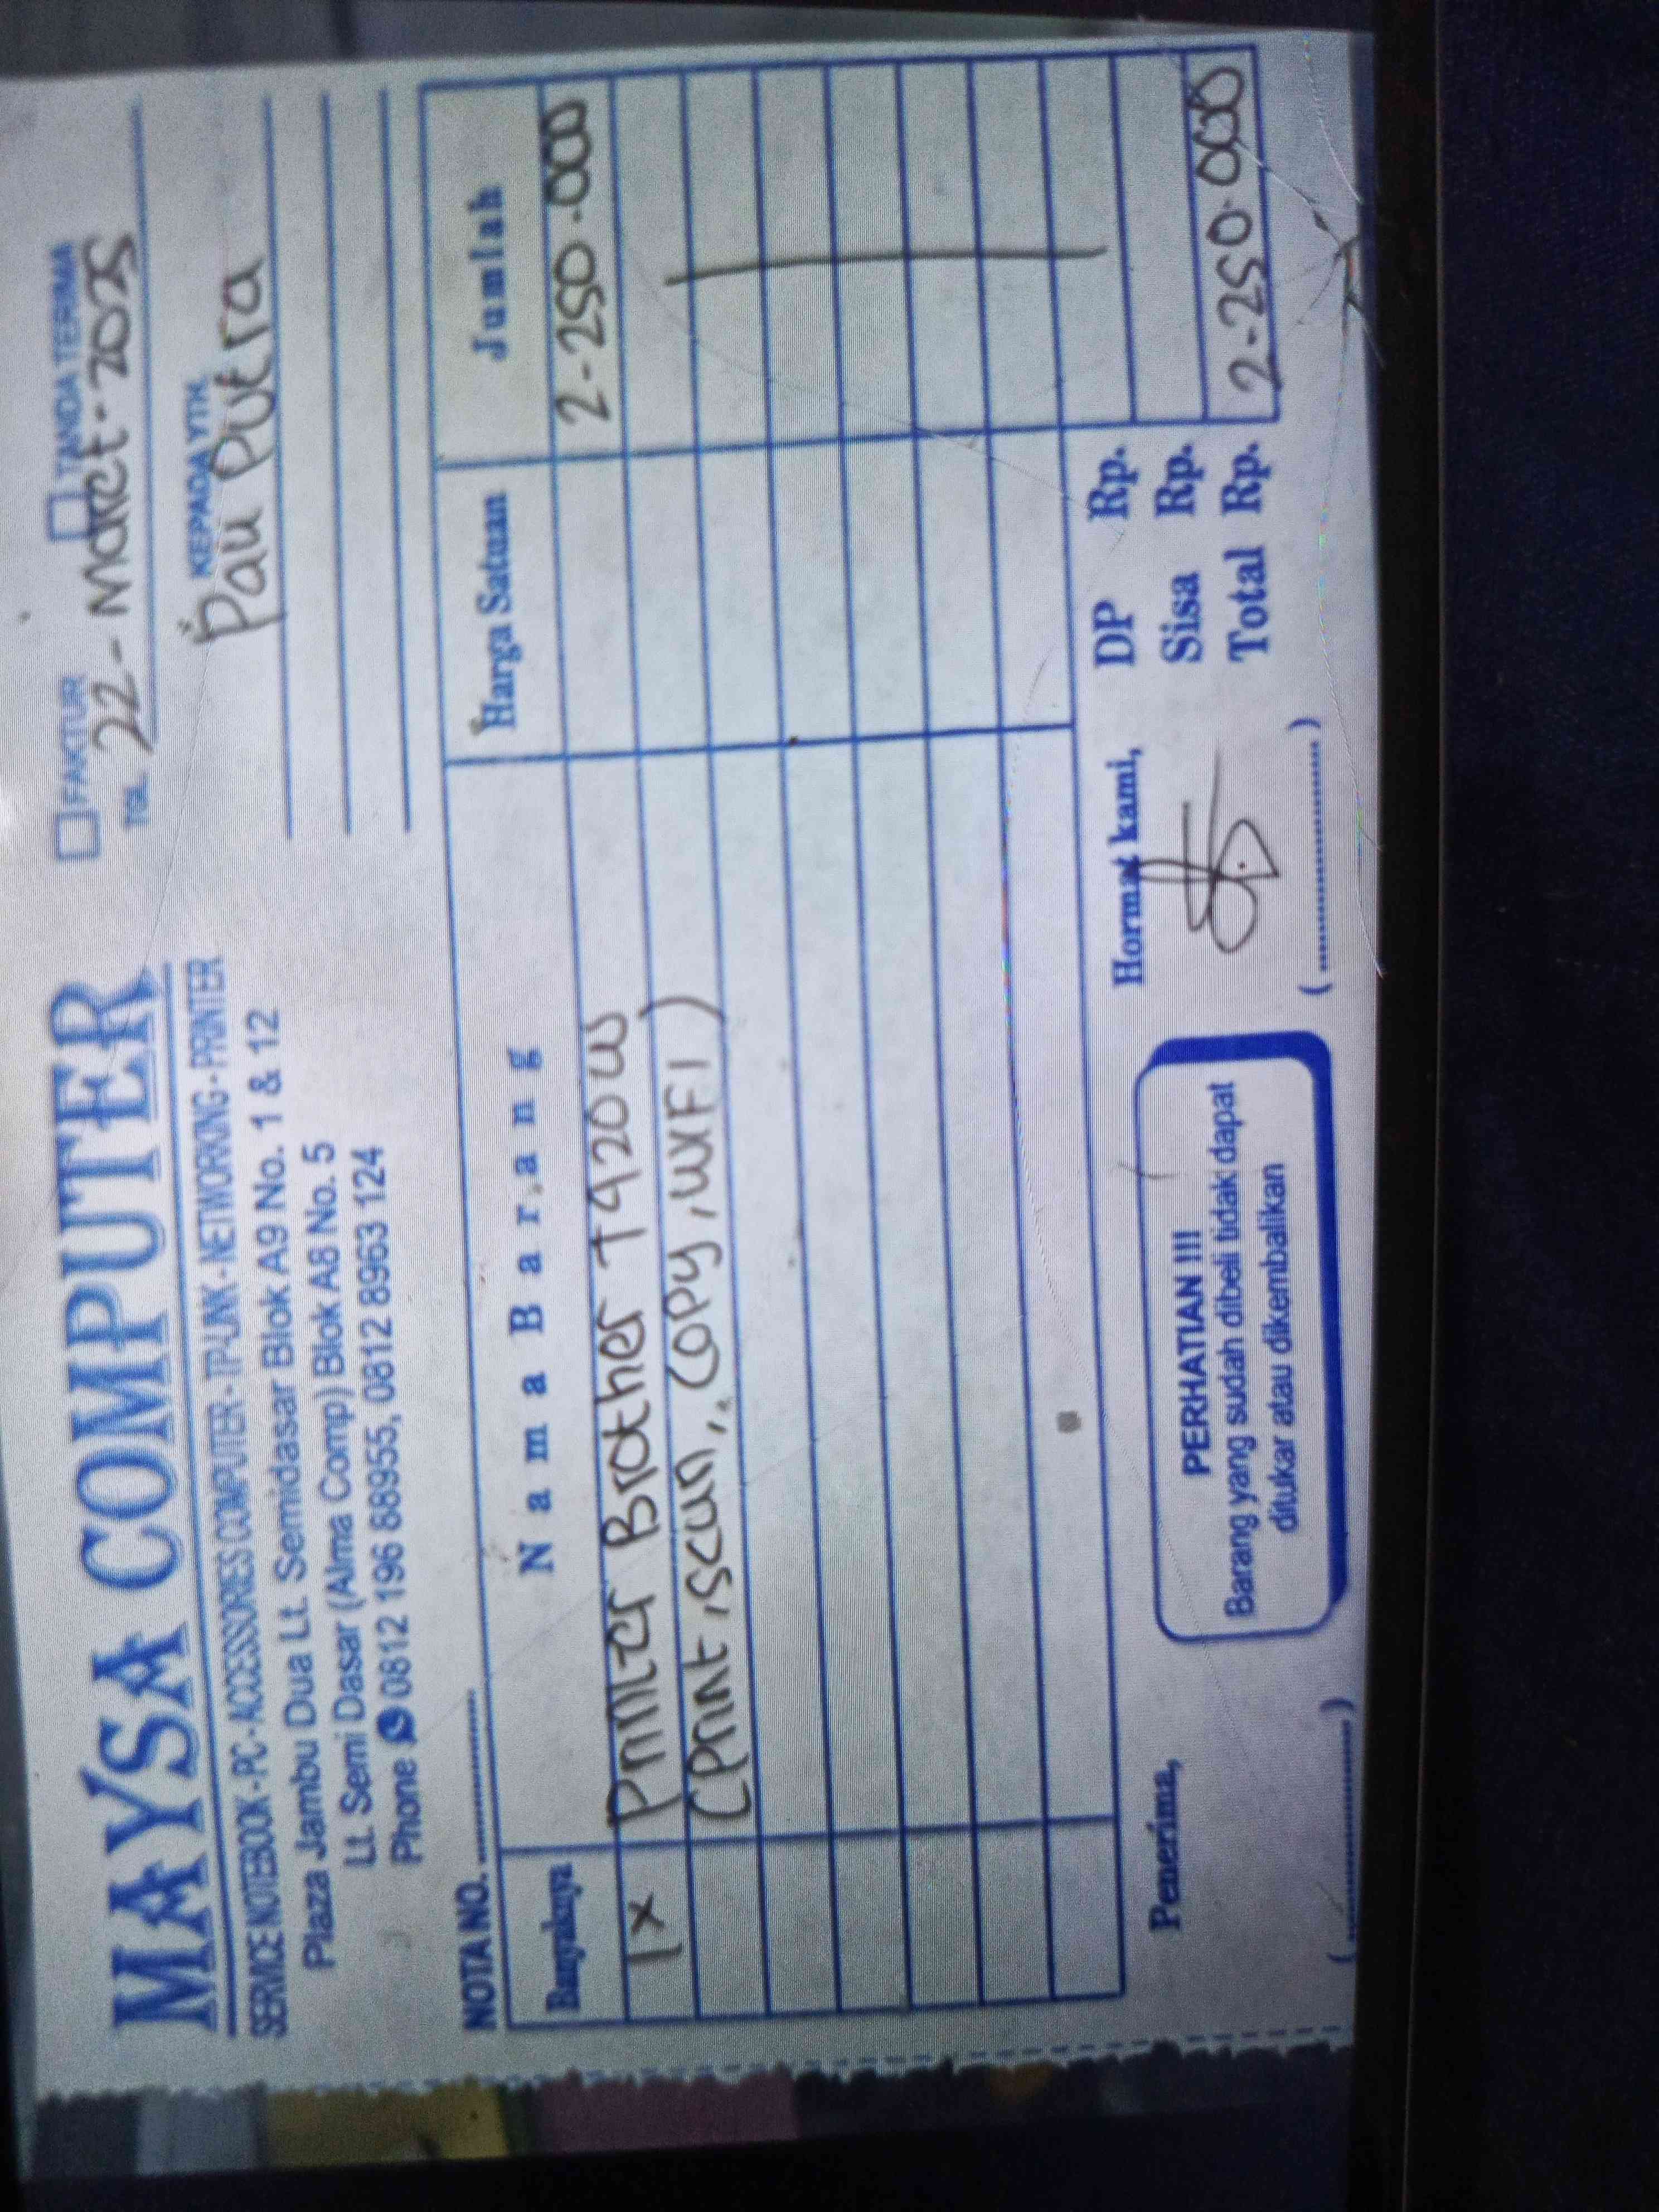 MAYSA COMPUTER
SERVICE NOTEBOOK - PC - ACCESSORIES COMPUTER - TP-LINK - NETWORKING - PRINTER
Plaza Jambu Dua Lt. Semidasar Blok A9 No. 1 & 12
Lt. Semi Dasar (Alma Comp) Blok A8 No. 5
Phone 0812 196 88955, 0812 8963 124
FAKTUR TANDA TERIMA
TGL. 22 - Maret - 2025
KEPADA YTK
Pau Putra
NOTA NO. ....................
Banyaknya Nama Barang Harga Satuan Jumlah
1x Printer Brother T420W 2-250.000
(Print, scan, Copy, WIFI)
Penerima,
PERHATIAN !!!
Barang yang sudah dibeli tidak dapat
ditukar atau dikembalikan
Hormat kami,
DP Rp.
Sisa Rp.
Total Rp. 2-250.000